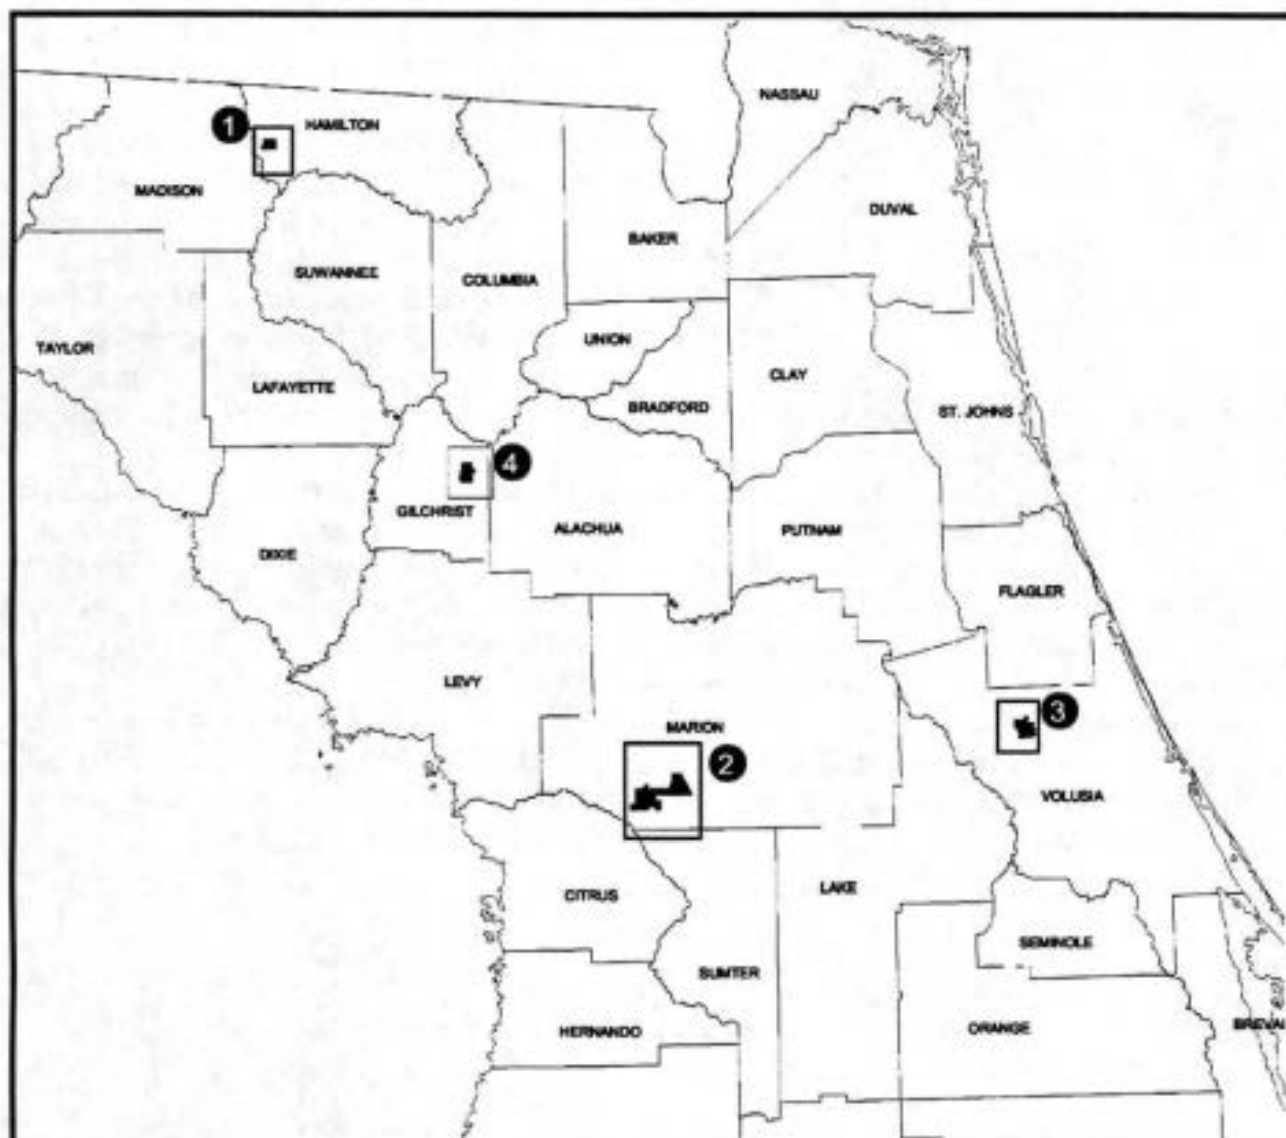 NASSAU
1
HAMILTON
MADISON
DUVAL
BAKER
SUWANNEE
COLUMBIA
UNION
TAYLOR
CLAY
LAFAYETTE
BRADFORD
ST. JOHNS
4
GILCHRIST
ALACHUA
PUTNAM
DIXIE
FLAGLER
LEVY
3
MARION
2
VOLUSIA
LAKE
CITRUS
SEMINOLE
SUMTER
ORANGE
BREVAR
HERNANDO